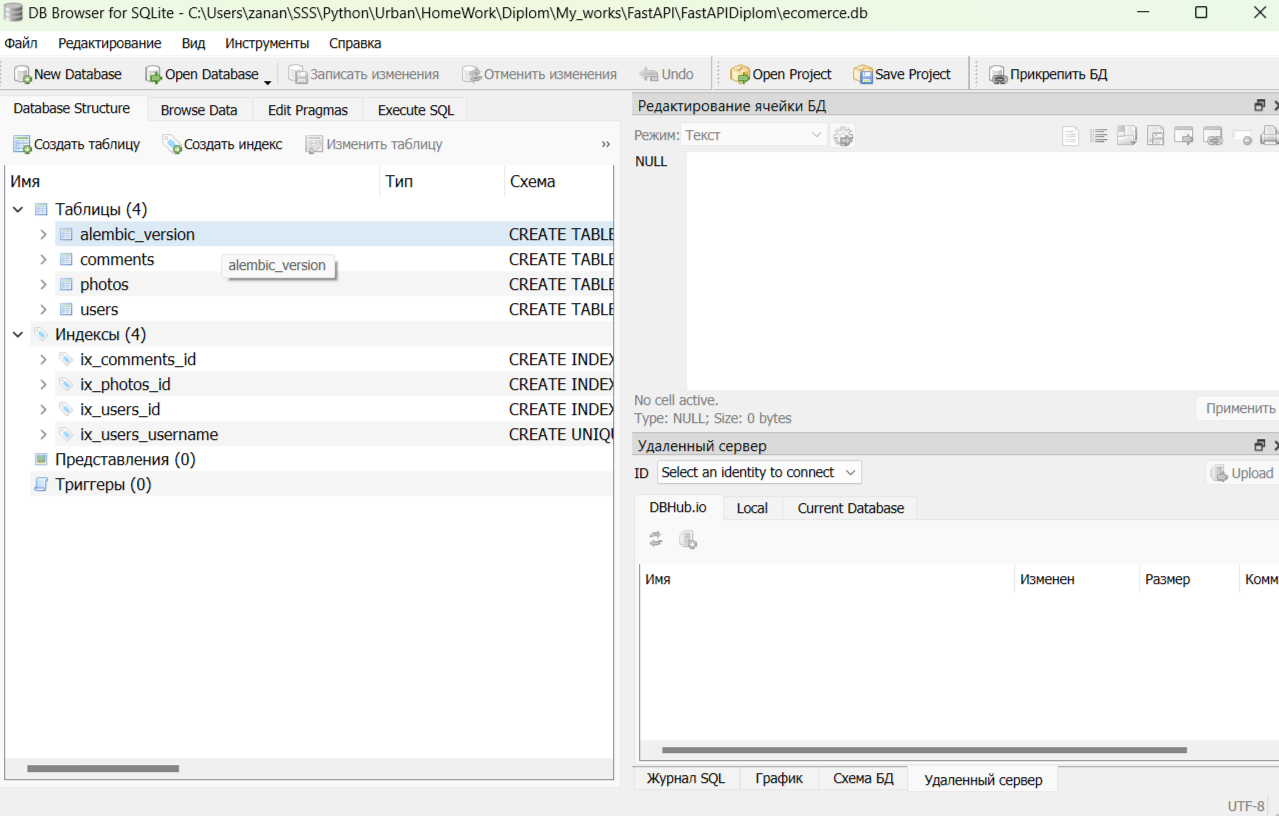 DB Browser for SQLite - C:\Users\zanan\SSS\Python\Urban\HomeWork\Diplom\My_works\FastAPI\FastAPIDiplom\ecomerce.db
Файл Редактирование Вид Инструменты Справка
New Database Open Database Записать изменения Отменить изменения Undo Open Project Save Project Прикрепить БД
Database Structure Browse Data Edit Pragmas Execute SQL
Создать таблицу Создать индекс Изменить таблицу »
Имя Тип Схема
Таблицы (4)
alembic_version CREATE TABLE
comments CREATE TABLE
alembic_version
photos CREATE TABLE
users CREATE TABLE
Индексы (4)
ix_comments_id CREATE INDEX
ix_photos_id CREATE INDEX
ix_users_id CREATE INDEX
ix_users_username CREATE UNIQU
Представления (0)
Триггеры (0)
Редактирование ячейки БД
Режим: Текст
NULL
No cell active.
Type: NULL; Size: 0 bytes
Применить
Удаленный сервер
ID Select an identity to connect Upload
DBHub.io Local Current Database
Имя Изменен Размер Комм
Журнал SQL График Схема БД Удаленный сервер
UTF-8